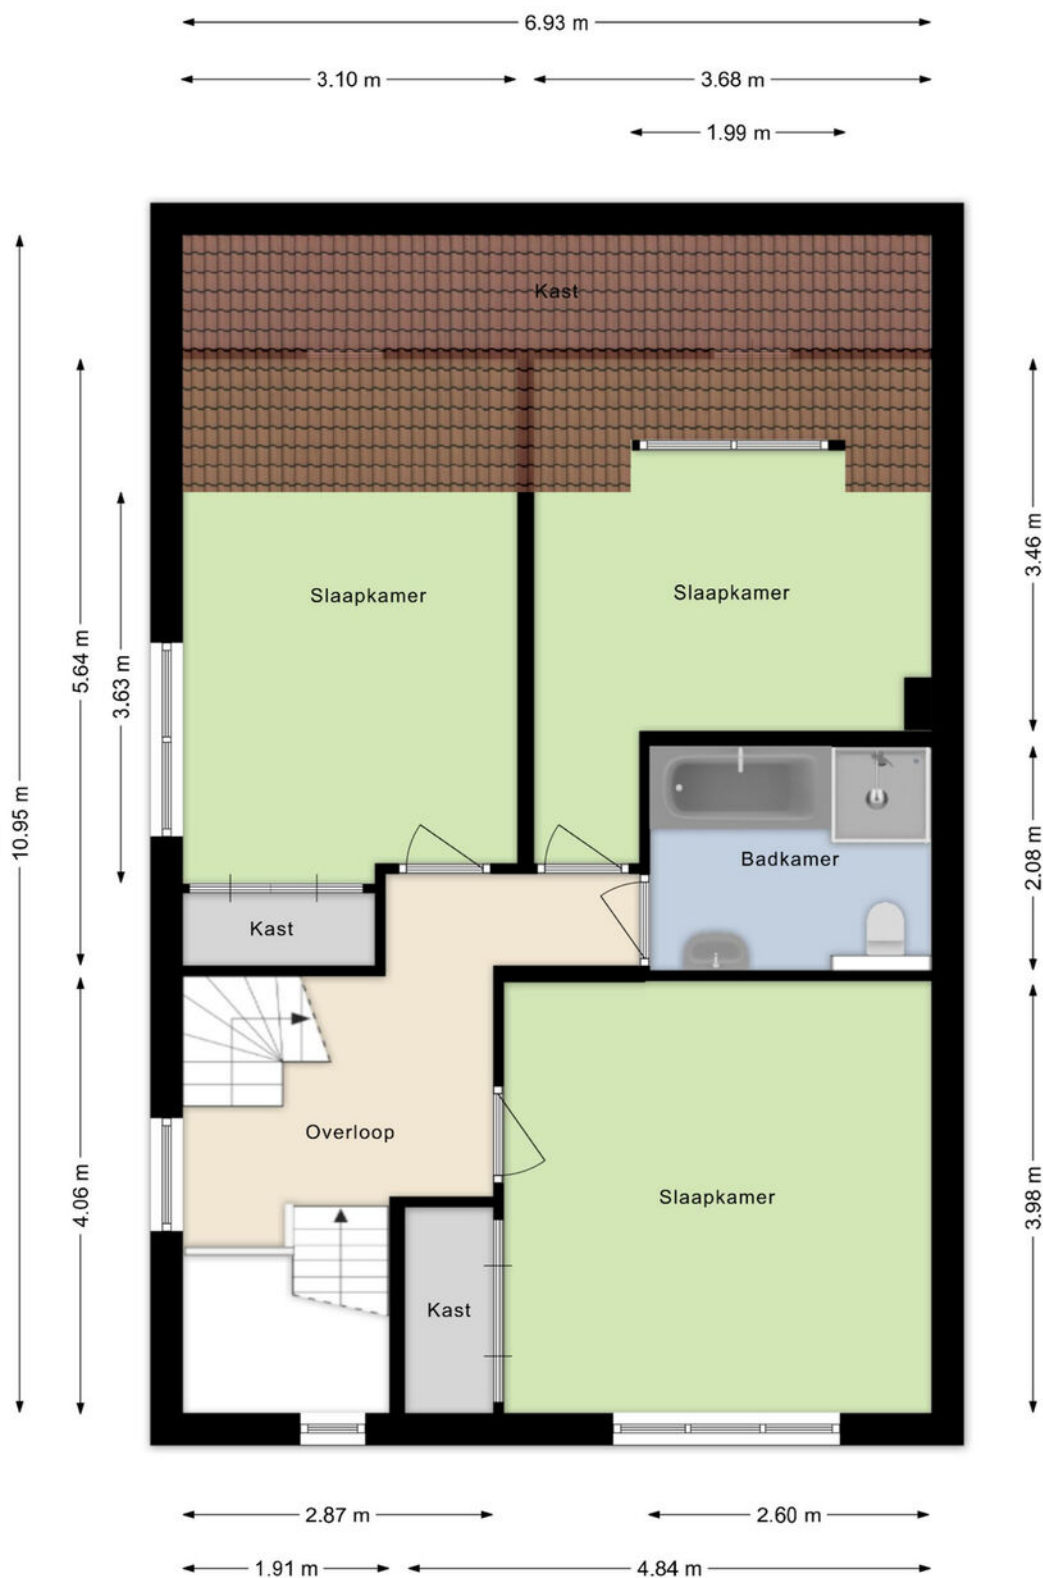 6.93 m
3.10 m
3.68 m
1.99 m
Kast
Slaapkamer
Slaapkamer
3.46 m
5.64 m
3.63 m
10.95 m
Badkamer
2.08 m
Kast
Overloop
Slaapkamer
4.06 m
3.98 m
Kast
2.87 m
2.60 m
1.91 m
4.84 m